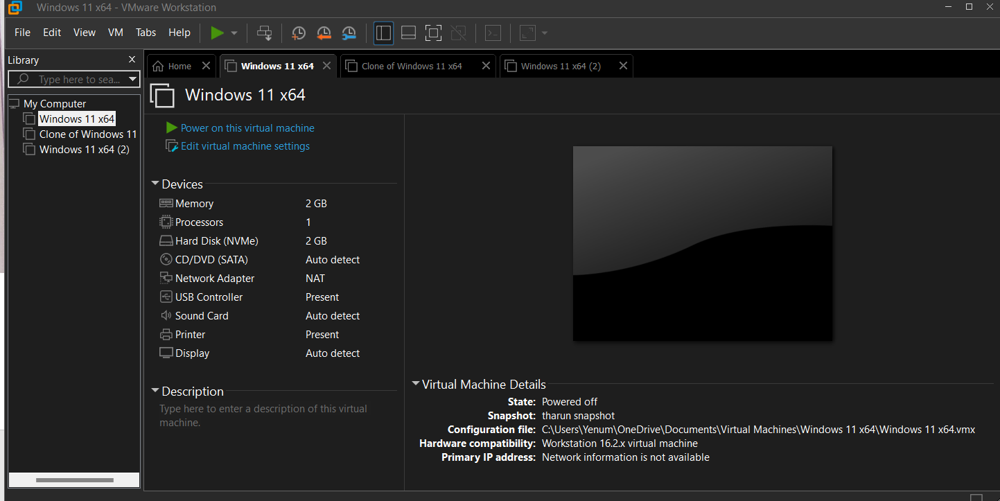 Windows 11 x64 - VMware Workstation
File Edit View VM Tabs Help
Library
Type here to sea...
My Computer
Windows 11 x64
Clone of Windows 11
Windows 11 x64 (2)
Home
Windows 11 x64
Clone of Windows 11 x64
Windows 11 x64 (2)
Windows 11 x64
Power on this virtual machine
Edit virtual machine settings
Devices
Memory 2 GB
Processors 1
Hard Disk (NVMe) 2 GB
CD/DVD (SATA) Auto detect
Network Adapter NAT
USB Controller Present
Sound Card Auto detect
Printer Present
Display Auto detect
Description
Type here to enter a description of this virtual
machine.
Virtual Machine Details
State: Powered off
Snapshot: tharun snapshot
Configuration file: C:\Users\Yenum\OneDrive\Documents\Virtual Machines\Windows 11 x64\Windows 11 x64.vmx
Hardware compatibility: Workstation 16.2.x virtual machine
Primary IP address: Network information is not available